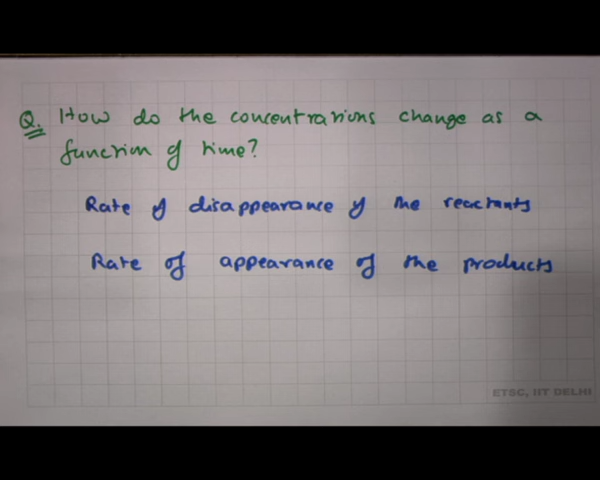 Q. How do the concentrations change as a
function of time?
Rate of disappearance of the reactants
Rate of appearance of the products
ETSC, IIT DELHI